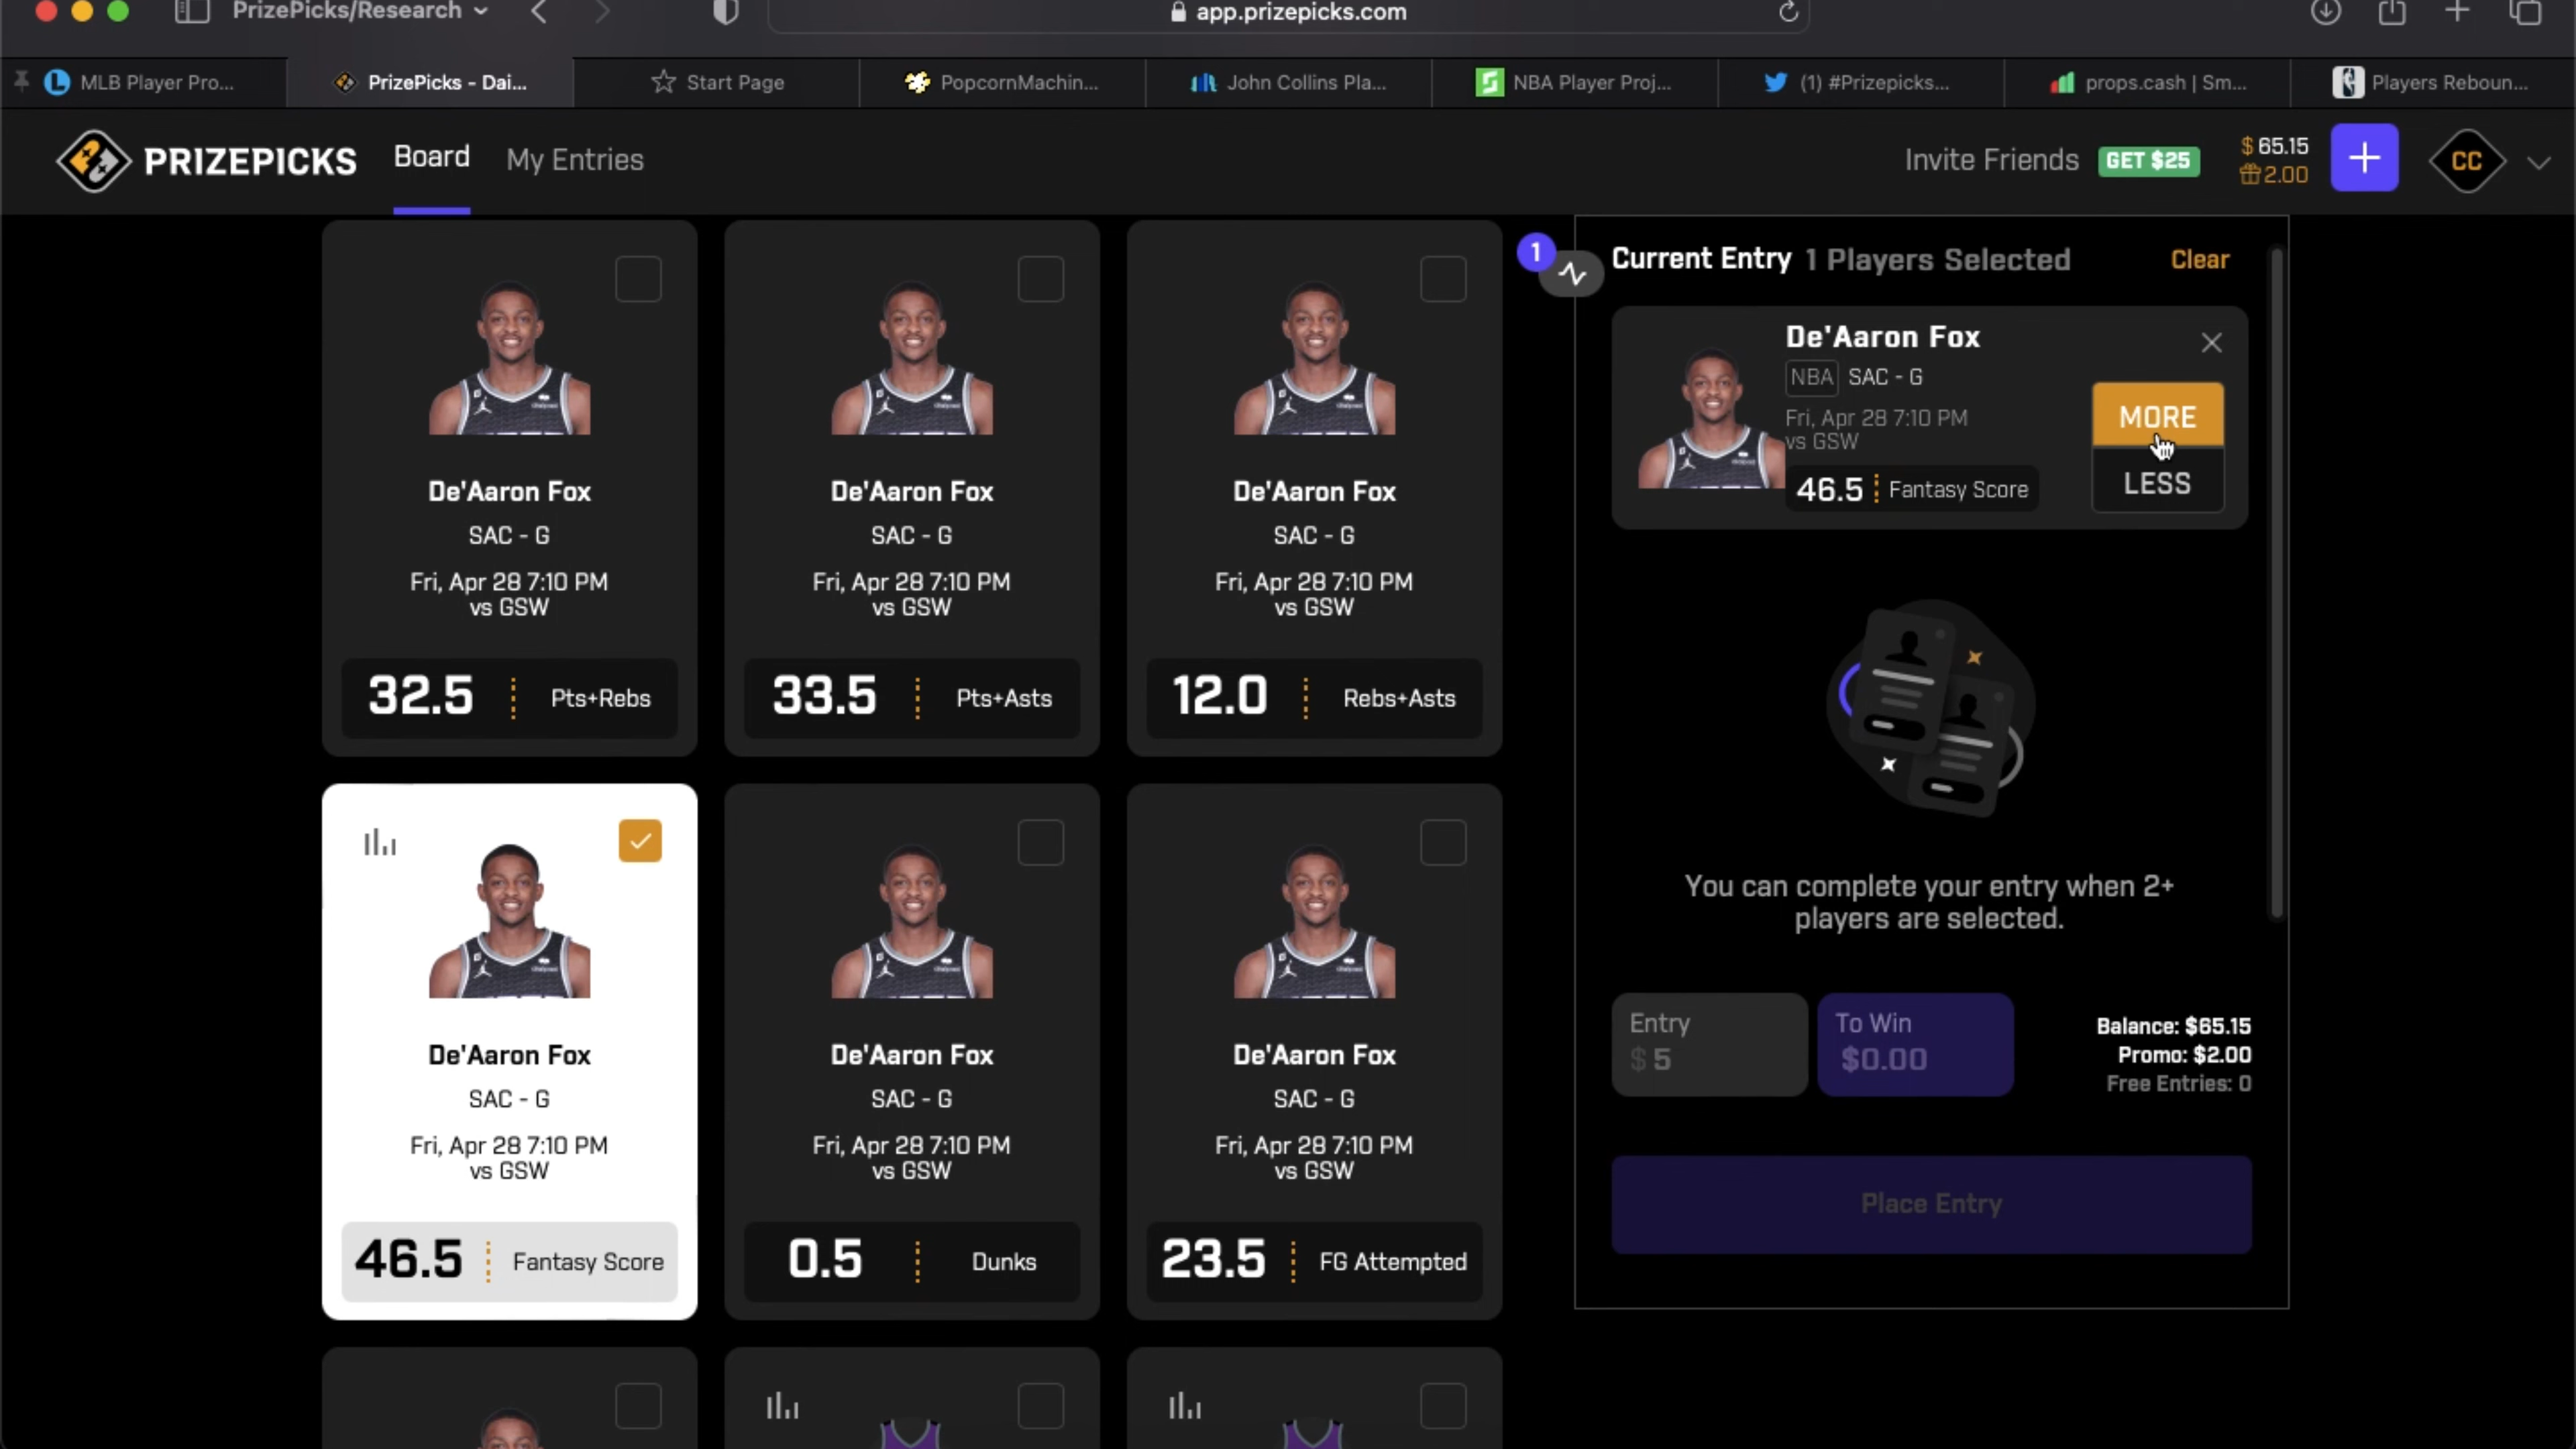 PrizePicks/Research
app.prizepicks.com
MLB Player Pro...
PrizePicks - Dai...
Start Page
PopcornMachin...
John Collins Pla...
NBA Player Proj...
(1) #Prizepicks...
props.cash | Sm...
Players Reboun...
PRIZEPICKS
Board
My Entries
Invite Friends
GET $25
$ 65.15
2.00
CC
De'Aaron Fox
SAC - G
Fri, Apr 28 7:10 PM
vs GSW
32.5
Pts+Rebs
De'Aaron Fox
SAC - G
Fri, Apr 28 7:10 PM
vs GSW
33.5
Pts+Asts
De'Aaron Fox
SAC - G
Fri, Apr 28 7:10 PM
vs GSW
12.0
Rebs+Asts
De'Aaron Fox
SAC - G
Fri, Apr 28 7:10 PM
vs GSW
46.5
Fantasy Score
De'Aaron Fox
SAC - G
Fri, Apr 28 7:10 PM
vs GSW
0.5
Dunks
De'Aaron Fox
SAC - G
Fri, Apr 28 7:10 PM
vs GSW
23.5
FG Attempted
1
Current Entry 1 Players Selected
Clear
De'Aaron Fox
NBA SAC - G
Fri, Apr 28 7:10 PM
vs GSW
46.5 Fantasy Score
MORE
LESS
You can complete your entry when 2+
players are selected.
Entry
$ 5
To Win
$0.00
Balance: $65.15
Promo: $2.00
Free Entries: 0
Place Entry